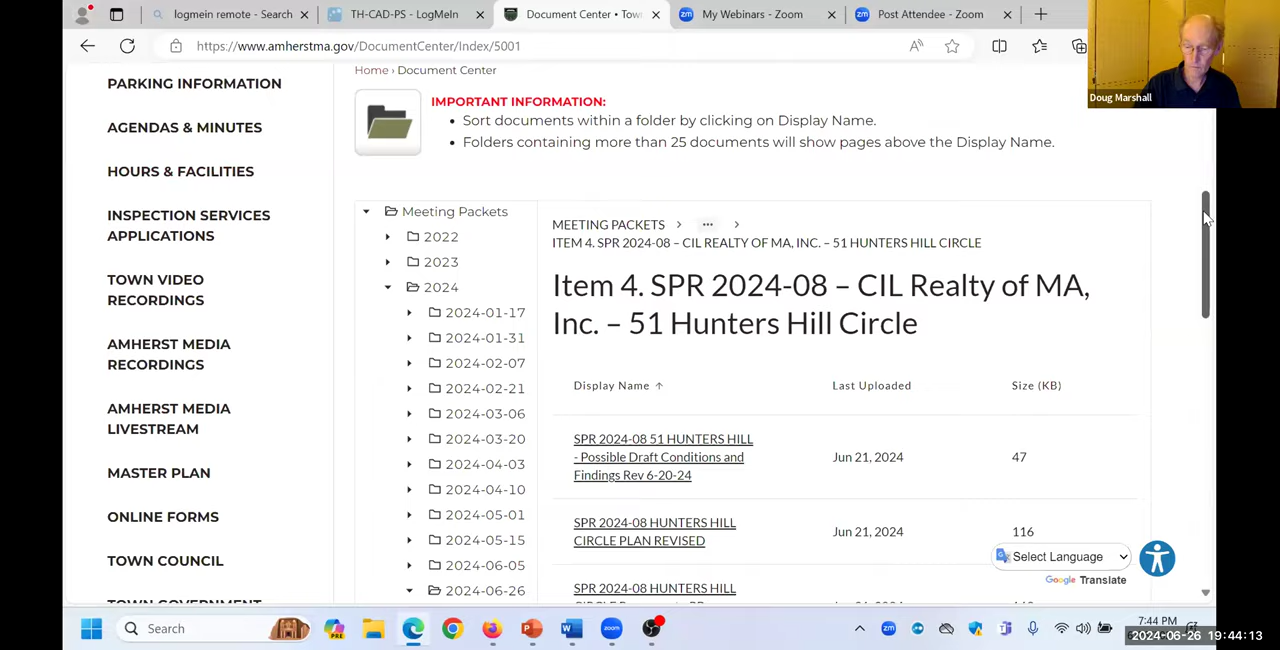 logmein remote - Search
TH-CAD-PS - LogMeIn
Document Center • Tow
My Webinars - Zoom
Post Attendee - Zoom
https://www.amherstma.gov/DocumentCenter/Index/5001
Doug Marshall
PARKING INFORMATION
AGENDAS & MINUTES
HOURS & FACILITIES
INSPECTION SERVICES
APPLICATIONS
TOWN VIDEO
RECORDINGS
AMHERST MEDIA
RECORDINGS
AMHERST MEDIA
LIVESTREAM
MASTER PLAN
ONLINE FORMS
TOWN COUNCIL
TOWN GOVERNMENT
Home › Document Center
IMPORTANT INFORMATION:
• Sort documents within a folder by clicking on Display Name.
• Folders containing more than 25 documents will show pages above the Display Name.
Meeting Packets
2022
2023
2024
2024-01-17
2024-01-31
2024-02-07
2024-02-21
2024-03-06
2024-03-20
2024-04-03
2024-04-10
2024-05-01
2024-05-15
2024-06-05
2024-06-26
MEETING PACKETS > ... >
ITEM 4. SPR 2024-08 – CIL REALTY OF MA, INC. – 51 HUNTERS HILL CIRCLE
Item 4. SPR 2024-08 – CIL Realty of MA,
Inc. – 51 Hunters Hill Circle
Display Name ↑ Last Uploaded Size (KB)
SPR 2024-08 51 HUNTERS HILL
- Possible Draft Conditions and
Findings Rev 6-20-24
Jun 21, 2024
47
SPR 2024-08 HUNTERS HILL
CIRCLE PLAN REVISED
Jun 21, 2024
116
SPR 2024-08 HUNTERS HILL
Select Language
Google Translate
Search
7:44 PM
2024-06-26 19:44:13